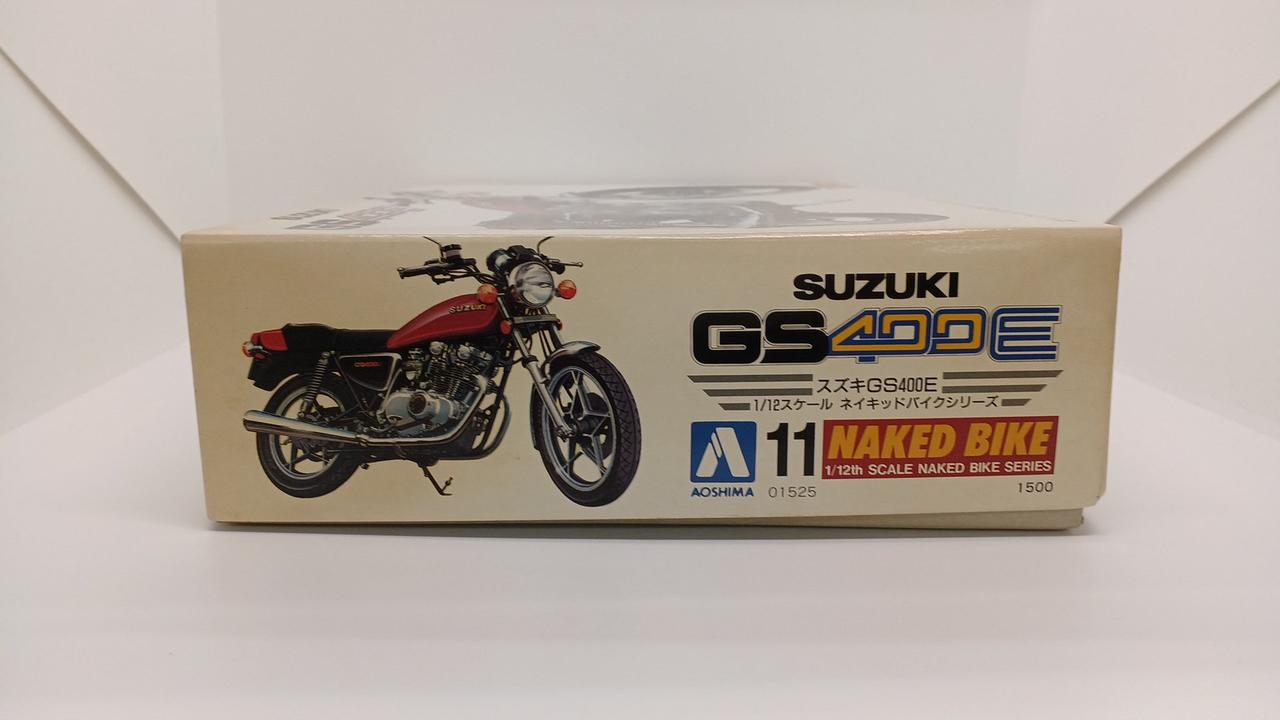 SUZUKI
SUZUKI
GS400E
スズキGS400E
1/12スケール ネイキッドバイクシリーズ
AOSHIMA
11
01525
NAKED BIKE
1/12th SCALE NAKED BIKE SERIES
1500